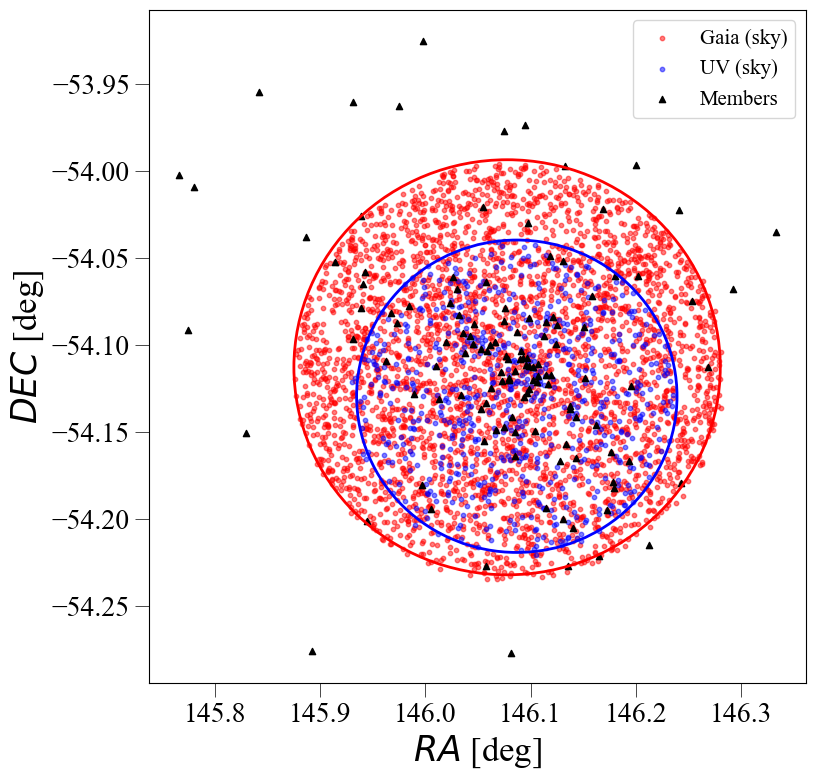 Gaia (sky)
UV (sky)
Members
−53.95
−54.00
−54.05
−54.10
−54.15
−54.20
−54.25
DEC [deg]
145.8 145.9 146.0 146.1 146.2 146.3
RA [deg]